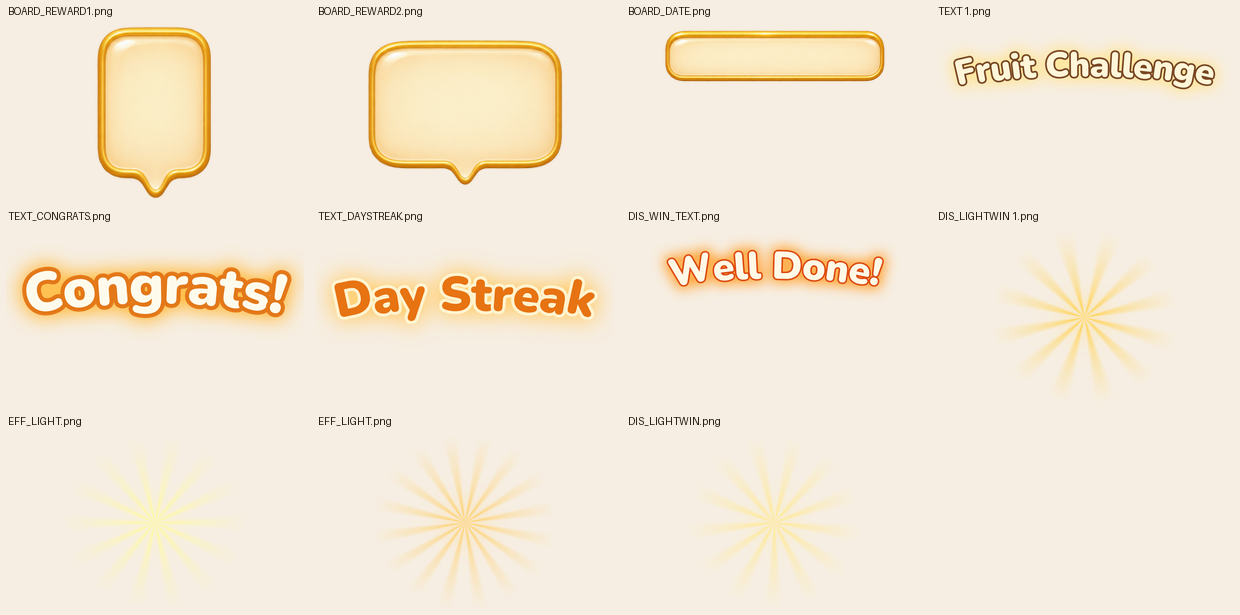 BOARD_REWARD1.png
BOARD_REWARD2.png
BOARD_DATE.png
TEXT 1.png
Fruit Challenge
TEXT_CONGRATS.png
TEXT_DAYSTREAK.png
DIS_WIN_TEXT.png
DIS_LIGHTWIN 1.png
Congrats!
Day Streak
Well Done!
EFF_LIGHT.png
EFF_LIGHT.png
DIS_LIGHTWIN.png